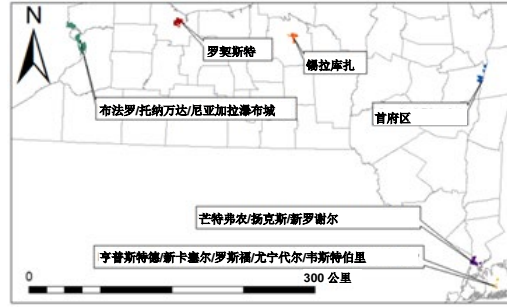 N
罗契斯特
锡拉库扎
布法罗/托纳万达/尼亚加拉瀑布城
首府区
芒特弗农/扬克斯/新罗谢尔
亨普斯特德/新卡塞尔/罗斯福/尤宁代尔/韦斯特伯里
0 300 公里